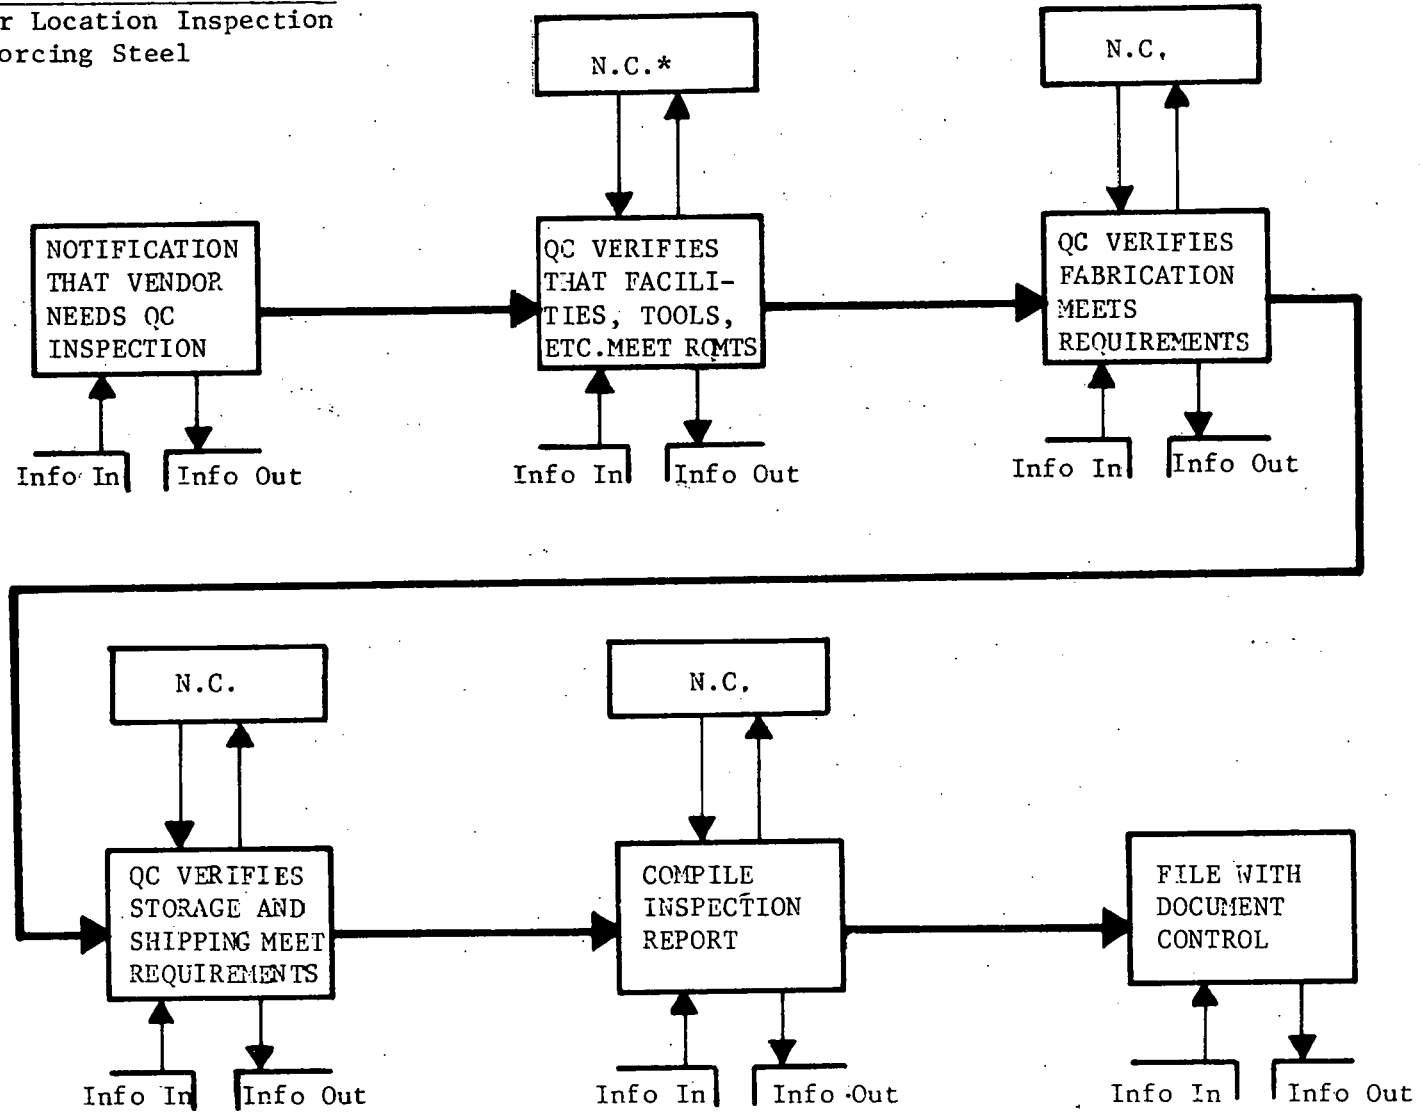 r Location Inspection
orcing Steel
N.C.*
N.C.
NOTIFICATION
THAT VENDOR
NEEDS QC
INSPECTION
QC VERIFIES
THAT FACILI-
TIES, TOOLS,
ETC.MEET RQMTS
QC VERIFIES
FABRICATION
MEETS
REQUIREMENTS
Info In
Info Out
Info In
Info Out
Info In
Info Out
N.C.
N.C.
QC VERIFIES
STORAGE AND
SHIPPING MEET
REQUIREMENTS
COMPILE
INSPECTION
REPORT
FILE WITH
DOCUMENT
CONTROL
Info In
Info Out
Info In
Info Out
Info In
Info Out